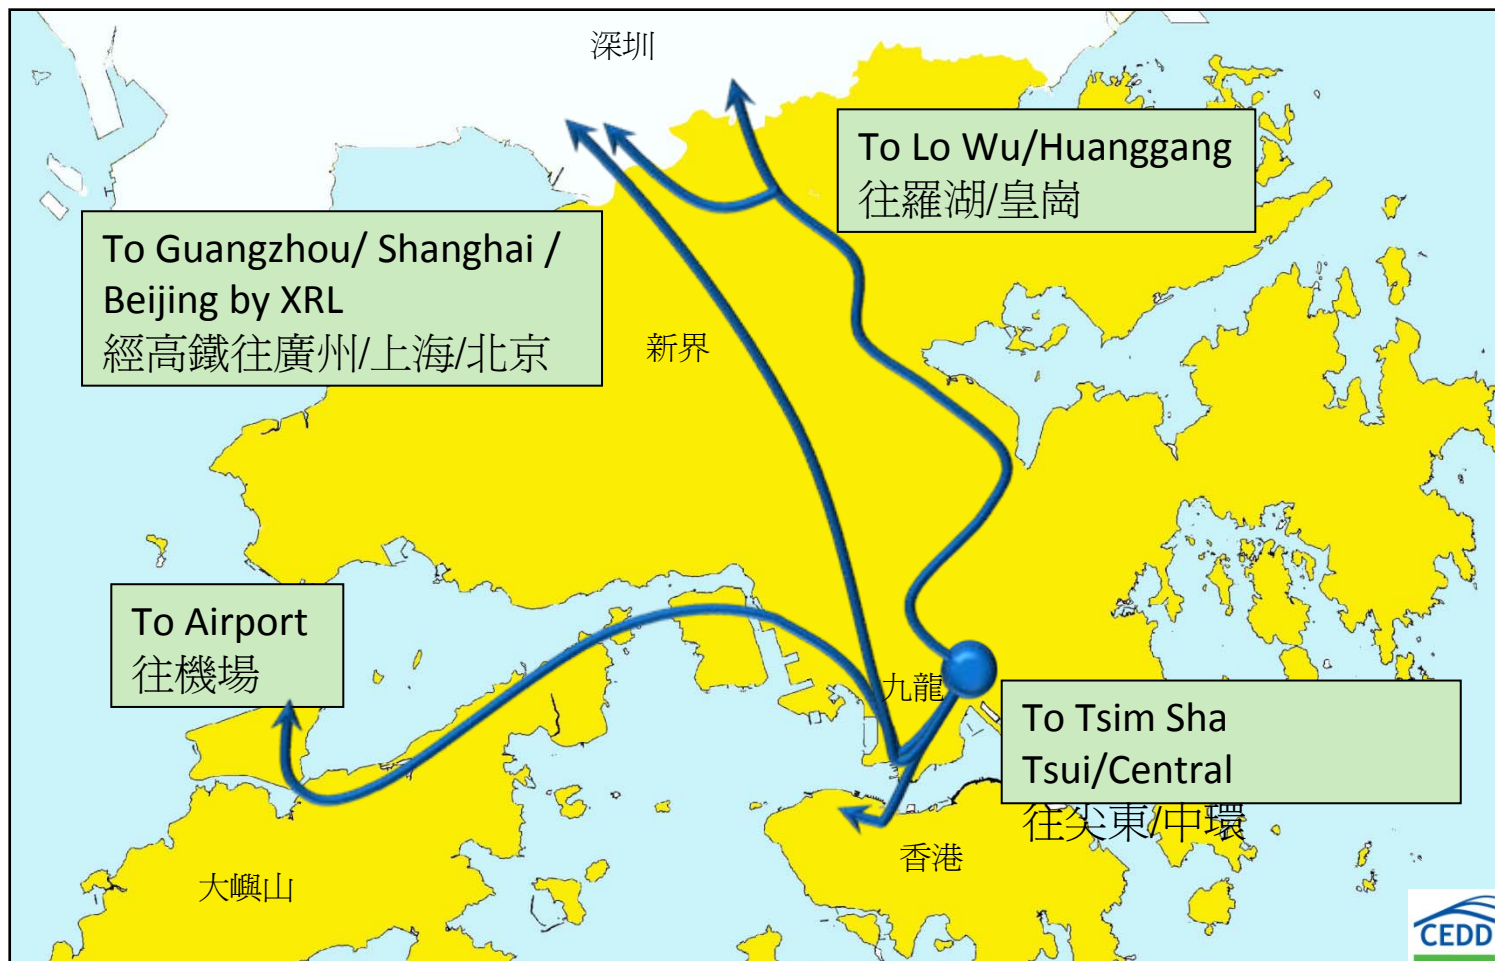 深圳
To Lo Wu/Huanggang
往羅湖/皇崗
To Guangzhou/ Shanghai /
Beijing by XRL
經高鐵往廣州/上海/北京
新界
To Airport
往機場
九龍
To Tsim Sha
Tsui/Central
往尖東/中環
香港
大嶼山
CEDD